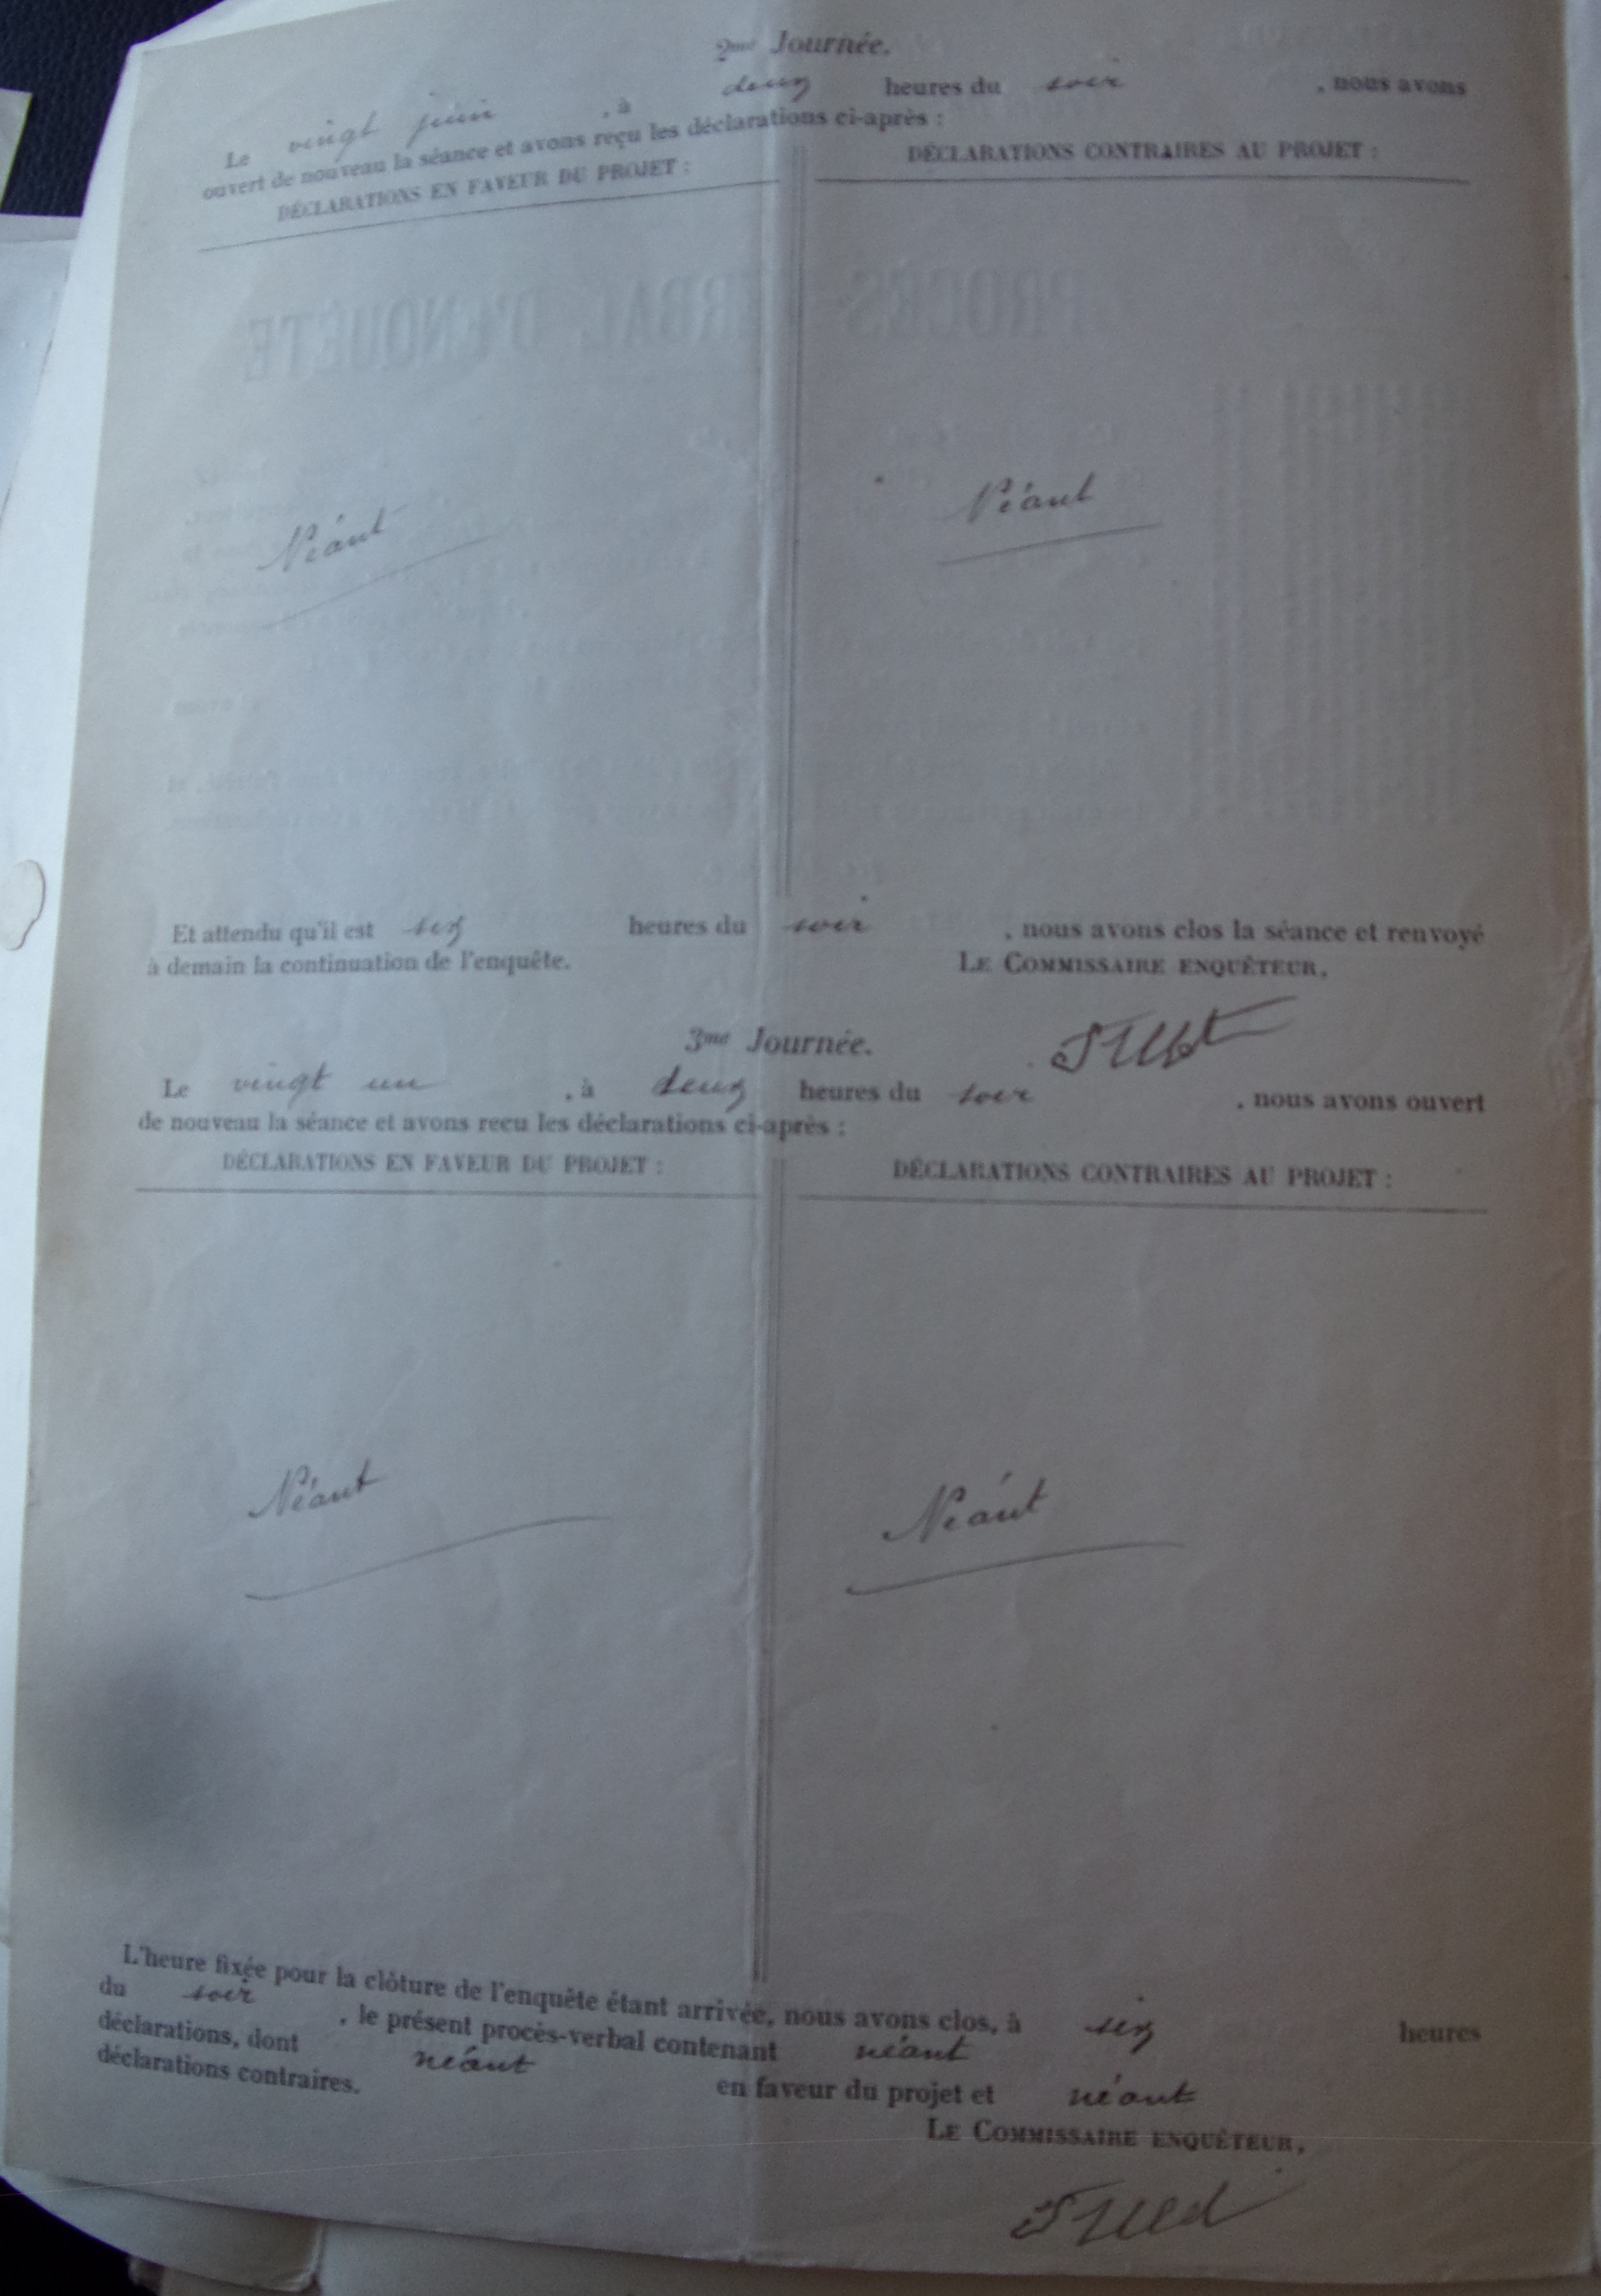 2me Journée.
Le vingt juin , à deux heures du soir , nous avons
ouvert de nouveau la séance et avons reçu les déclarations ci-après :
DÉCLARATIONS EN FAVEUR DU PROJET :
DÉCLARATIONS CONTRAIRES AU PROJET :
PROCÈS-VERBAL D'ENQUÊTE
Néant
Néant
Et attendu qu'il est six heures du soir , nous avons clos la séance et renvoyé
à demain la continuation de l'enquête.
LE COMMISSAIRE ENQUÊTEUR,
3me Journée.
Le vingt un , à deux heures du soir , nous avons ouvert
de nouveau la séance et avons recu les déclarations ci-après :
DÉCLARATIONS EN FAVEUR DU PROJET :
DÉCLARATIONS CONTRAIRES AU PROJET :
Néant
Néant
L'heure fixée pour la clôture de l'enquête étant arrivée, nous avons clos, à six heures
du soir , le présent procès-verbal contenant néant
déclarations, dont néant en faveur du projet et néant
déclarations contraires.
LE COMMISSAIRE ENQUÊTEUR,